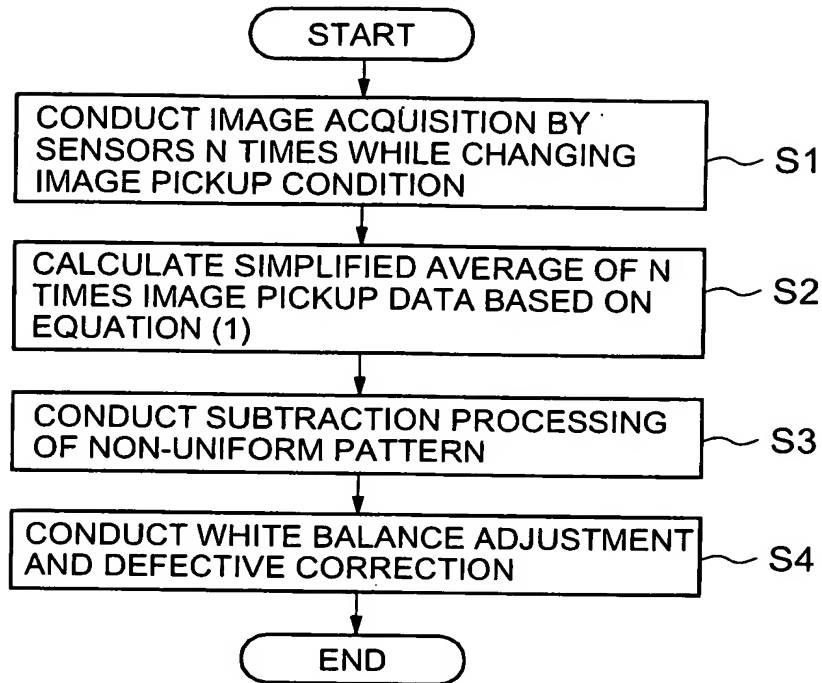 START
CONDUCT IMAGE ACQUISITION BY
SENSORS N TIMES WHILE CHANGING
IMAGE PICKUP CONDITION
S1
CALCULATE SIMPLIFIED AVERAGE OF N
TIMES IMAGE PICKUP DATA BASED ON
EQUATION (1)
S2
CONDUCT SUBTRACTION PROCESSING
OF NON-UNIFORM PATTERN
S3
CONDUCT WHITE BALANCE ADJUSTMENT
AND DEFECTIVE CORRECTION
S4
END